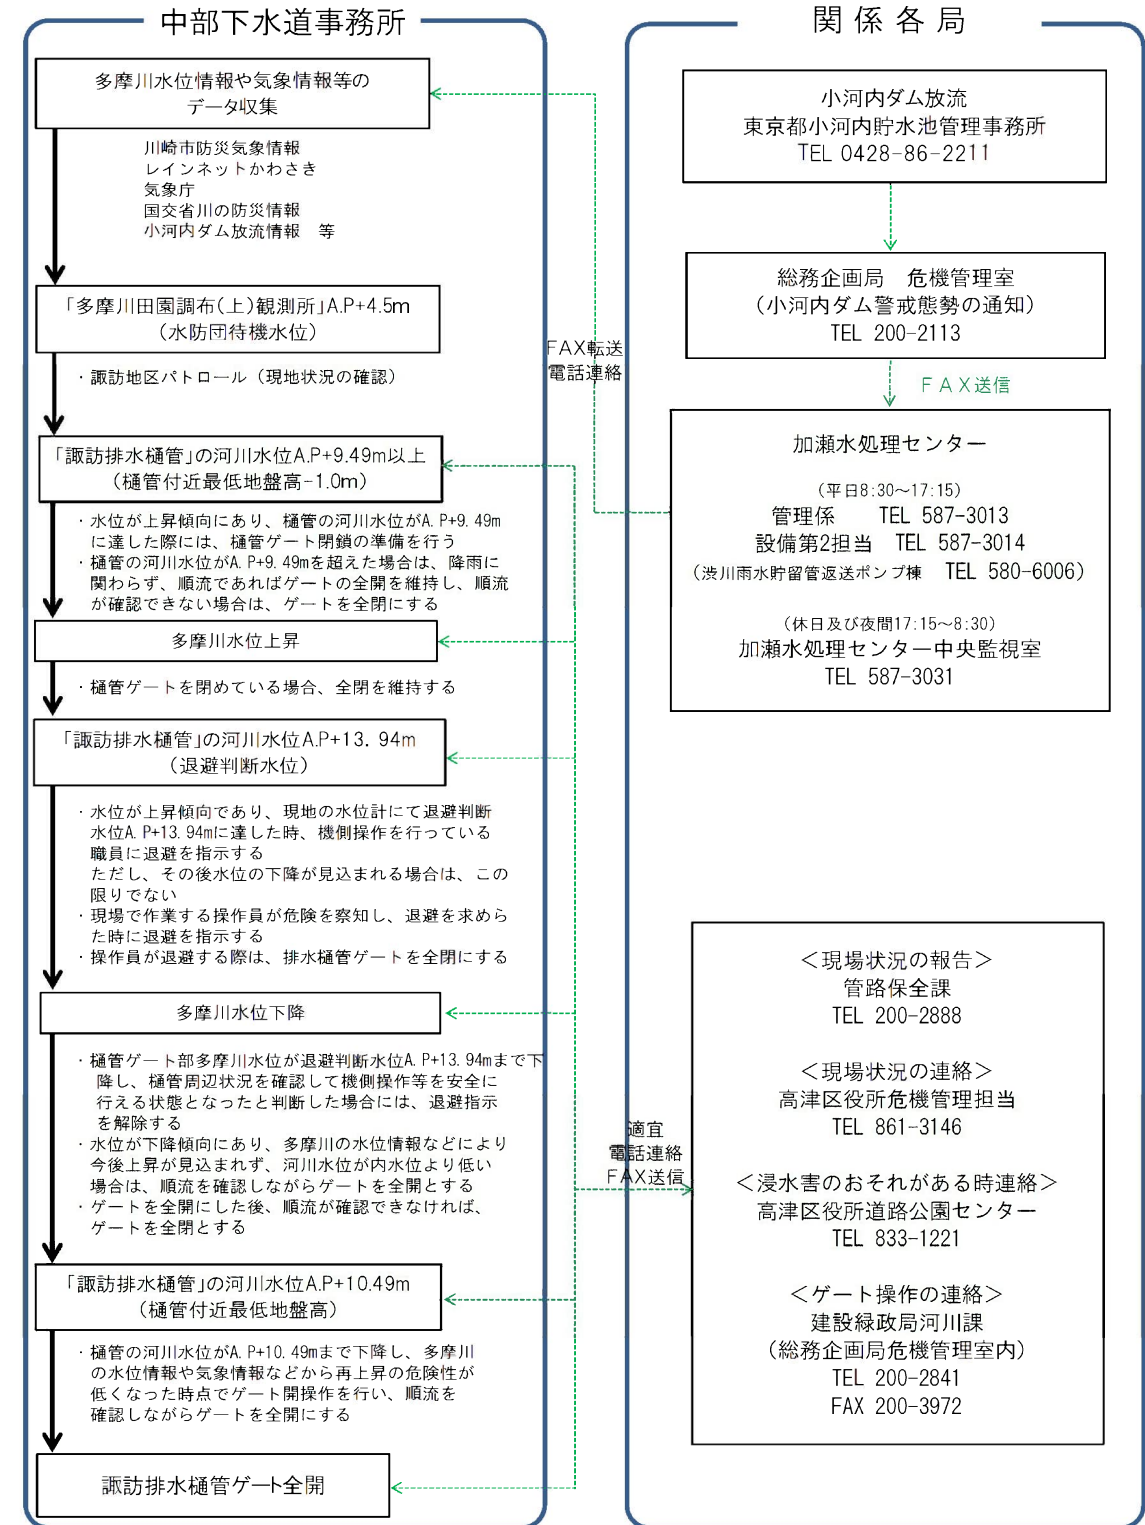 中部下水道事務所
多摩川水位情報や気象情報等の
データ収集
川崎市防災気象情報
レインネットかわさき
気象庁
国交省川の防災情報
小河内ダム放流情報　等
「多摩川田園調布(上)観測所」A.P+4.5m
(水防団待機水位)
・諏訪地区パトロール（現地状況の確認）
「諏訪排水樋管」の河川水位A.P+9.49m以上
(樋管付近最低地盤高-1.0m)
・水位が上昇傾向にあり、樋管の河川水位がA.P+9.49m
に達した際には、樋管ゲート閉鎖の準備を行う
・樋管の河川水位がA.P+9.49mを超えた場合は、降雨に
関わらず、順流であればゲートの全開を維持し、順流
が確認できない場合は、ゲートを全閉にする
多摩川水位上昇
・樋管ゲートを閉めている場合、全閉を維持する
「諏訪排水樋管」の河川水位A.P+13.94m
(退避判断水位)
・水位が上昇傾向であり、現地の水位計にて退避判断
水位A.P+13.94mに達した時、機側操作を行っている
職員に退避を指示する
ただし、その後水位の下降が見込まれる場合は、この
限りでない
・現場で作業する操作員が危険を察知し、退避を求めら
た時に退避を指示する
・操作員が退避する際は、排水樋管ゲートを全閉にする
多摩川水位下降
・樋管ゲート部多摩川水位が退避判断水位A.P+13.94mまで下
降し、樋管周辺状況を確認して機側操作等を安全に
行える状態となったと判断した場合には、退避指示
を解除する
・水位が下降傾向にあり、多摩川の水位情報などにより
今後上昇が見込まれず、河川水位が内水位より低い
場合は、順流を確認しながらゲートを全開とする
・ゲートを全開にした後、順流が確認できなければ、
ゲートを全閉とする
「諏訪排水樋管」の河川水位A.P+10.49m
(樋管付近最低地盤高)
・樋管の河川水位がA.P+10.49mまで下降し、多摩川
の水位情報や気象情報などから再上昇の危険性が
低くなった時点でゲート開操作を行い、順流を
確認しながらゲートを全開にする
諏訪排水樋管ゲート全開
FAX転送
電話連絡
適宜
電話連絡
FAX送信
関係各局
小河内ダム放流
東京都小河内貯水池管理事務所
TEL 0428-86-2211
総務企画局　危機管理室
(小河内ダム警戒態勢の通知)
TEL 200-2113
ＦＡＸ送信
加瀬水処理センター
(平日8:30～17:15)
管理係　　TEL 587-3013
設備第2担当　TEL 587-3014
(渋川雨水貯留管返送ポンプ棟　TEL 580-6006)
(休日及び夜間17:15～8:30)
加瀬水処理センター中央監視室
TEL 587-3031
＜現場状況の報告＞
管路保全課
TEL 200-2888
＜現場状況の連絡＞
高津区役所危機管理担当
TEL 861-3146
＜浸水害のおそれがある時連絡＞
高津区役所道路公園センター
TEL 833-1221
＜ゲート操作の連絡＞
建設緑政局河川課
(総務企画局危機管理室内)
TEL 200-2841
FAX 200-3972